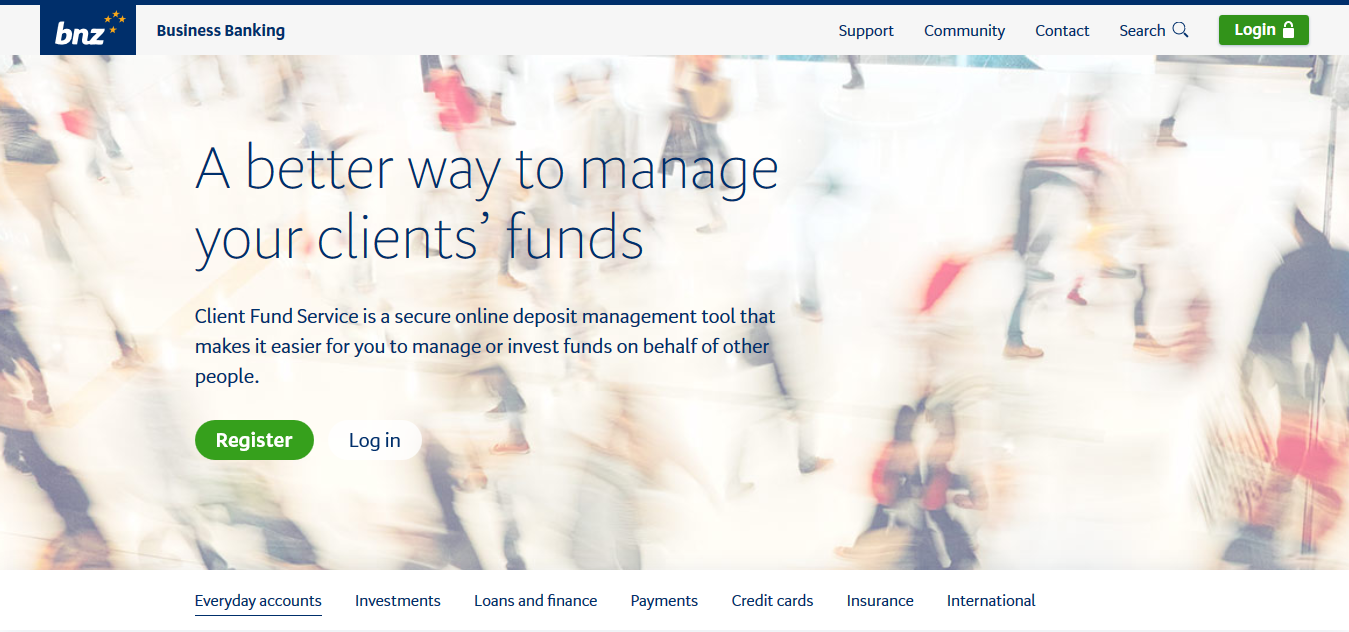 bnz
Business Banking
Support
Community
Contact
Search
Login
A better way to manage
your clients’ funds
Client Fund Service is a secure online deposit management tool that
makes it easier for you to manage or invest funds on behalf of other
people.
Register
Log in
Everyday accounts
Investments
Loans and finance
Payments
Credit cards
Insurance
International